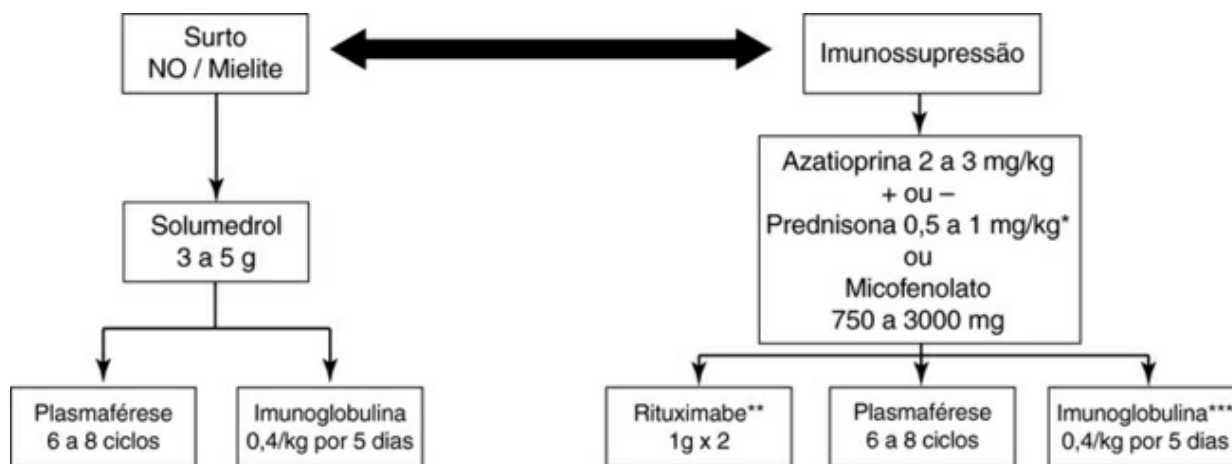 Surto
NO / Mielite
Imunossupressão
Solumedrol
3 a 5 g
Azatioprina 2 a 3 mg/kg
+ ou –
Prednisona 0,5 a 1 mg/kg*
ou
Micofenolato
750 a 3000 mg
Plasmaférese
6 a 8 ciclos
Imunoglobulina
0,4/kg por 5 dias
Rituximabe**
1g x 2
Plasmaférese
6 a 8 ciclos
Imunoglobulina***
0,4/kg por 5 dias